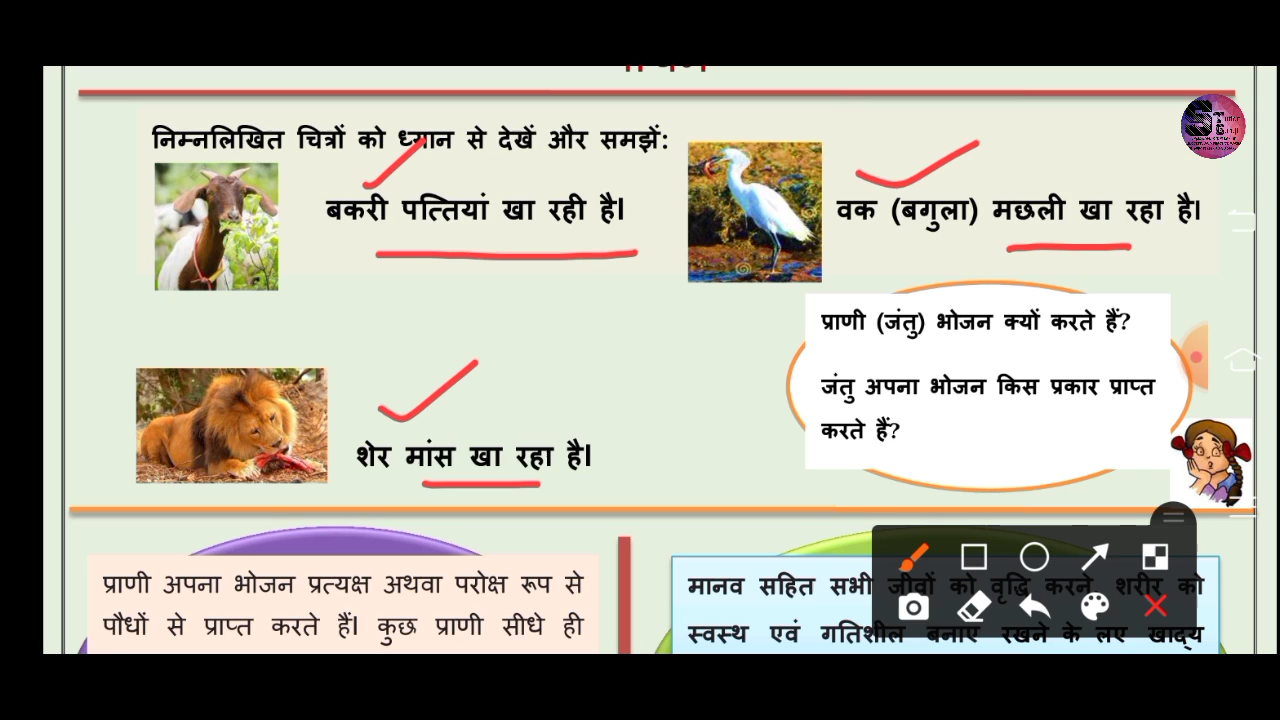 निम्नलिखित चित्रों को ध्यान से देखें और समझें:
बकरी पत्तियां खा रही है।
वक (बगुला) मछली खा रहा है।
प्राणी (जंतु) भोजन क्यों करते हैं?
जंतु अपना भोजन किस प्रकार प्राप्त
करते हैं?
शेर मांस खा रहा है।
प्राणी अपना भोजन प्रत्यक्ष अथवा परोक्ष रूप से
पौधों से प्राप्त करते हैं। कुछ प्राणी सीधे ही
मानव सहित सभी जीवों को वृद्धि करने, शरीर को
स्वस्थ एवं गतिशील बनाए रखने के लिए खाद्य